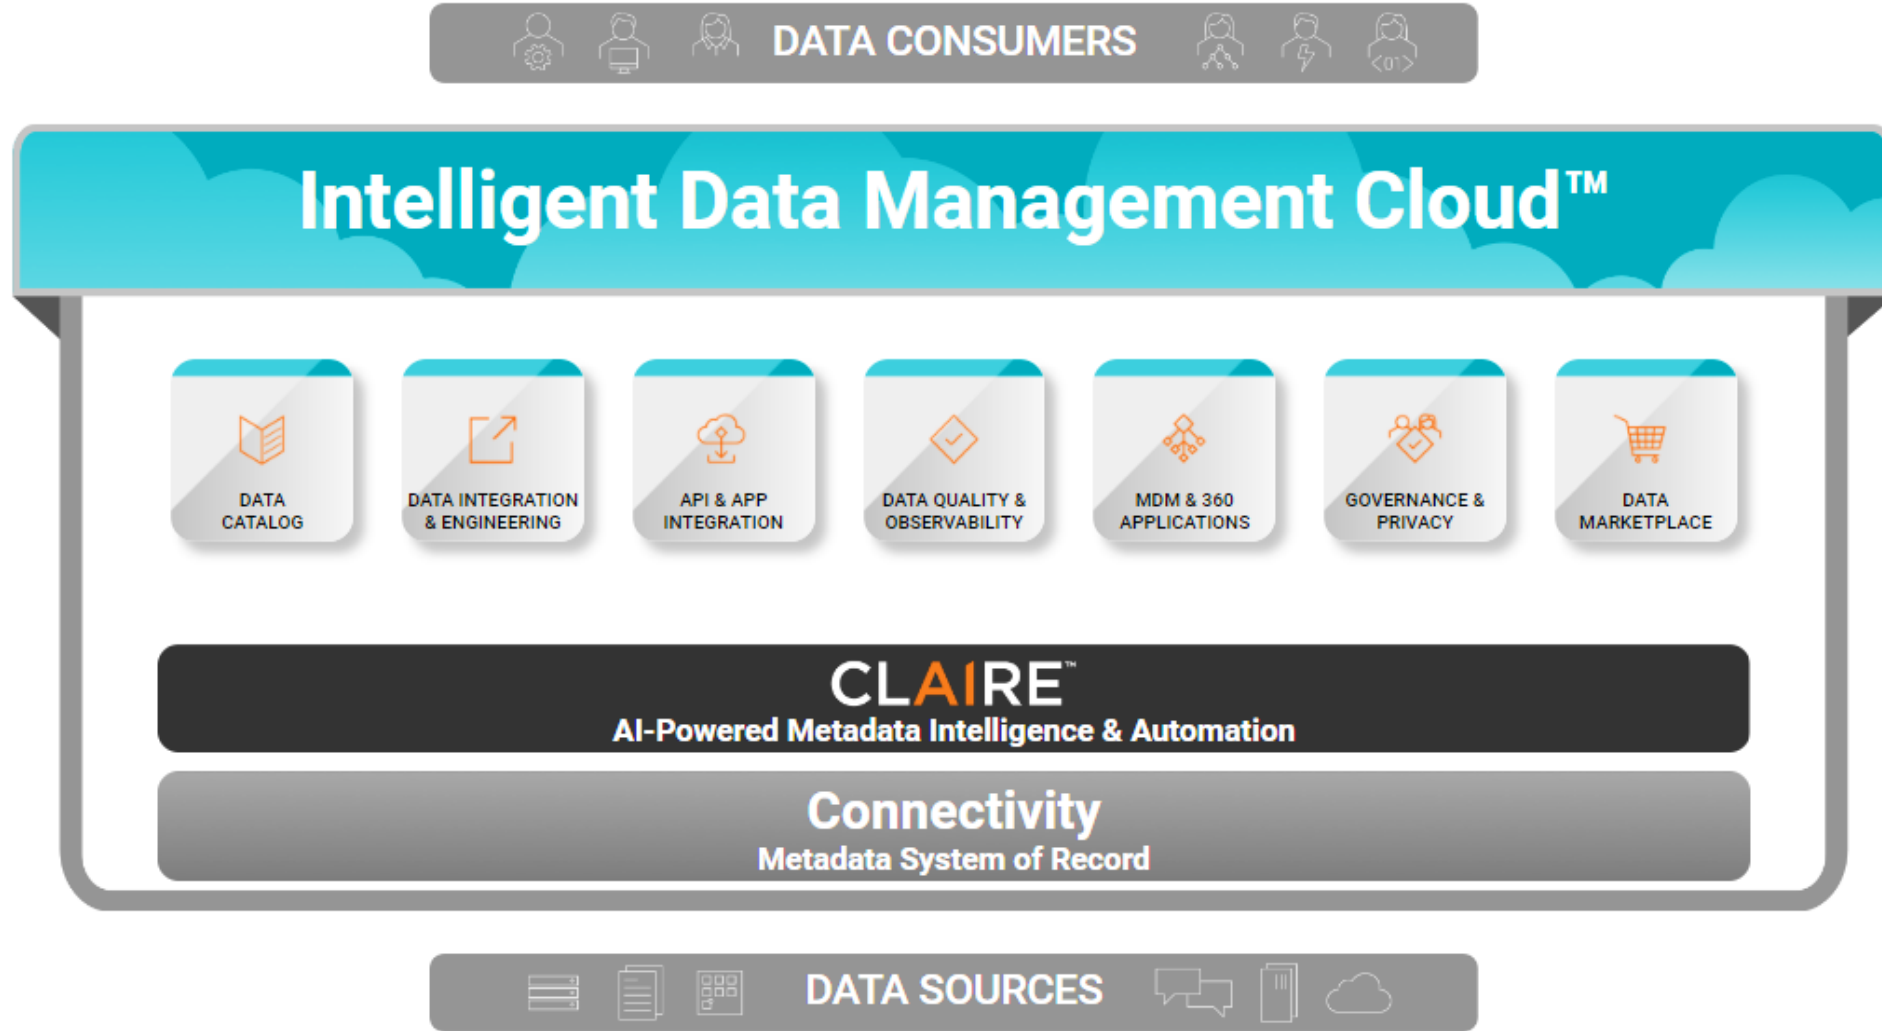 DATA CONSUMERS
<01>
Intelligent Data Management Cloud™
DATA
CATALOG
DATA INTEGRATION
& ENGINEERING
API & APP
INTEGRATION
DATA QUALITY &
OBSERVABILITY
MDM & 360
APPLICATIONS
GOVERNANCE &
PRIVACY
DATA
MARKETPLACE
CLAIRE™
AI-Powered Metadata Intelligence & Automation
Connectivity
Metadata System of Record
DATA SOURCES